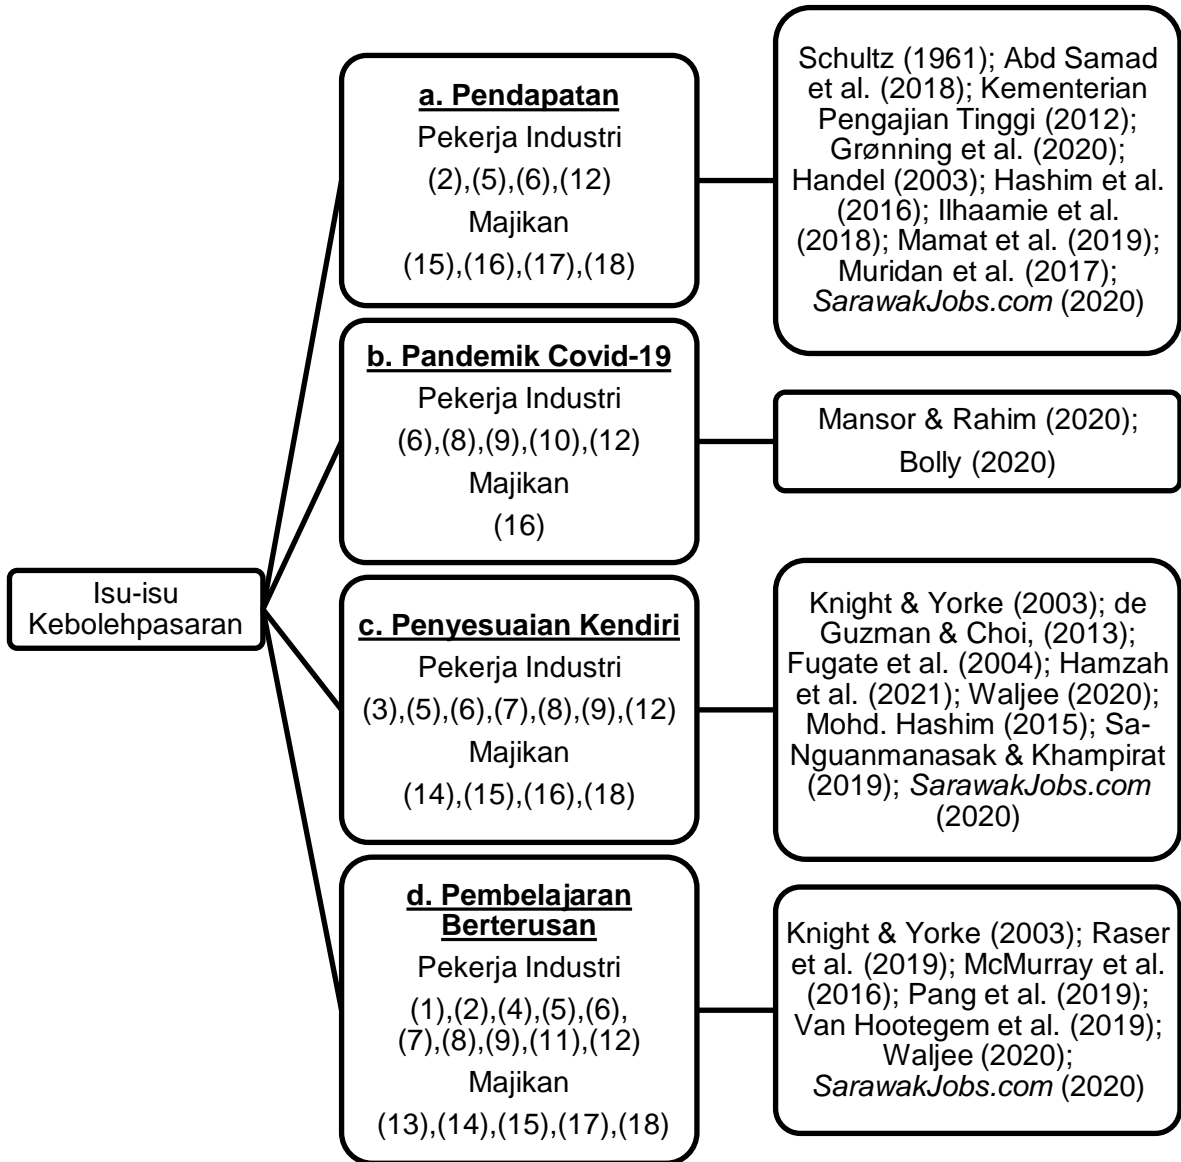 Isu-isu
Kebolehpasaran
a. Pendapatan
Pekerja Industri
(2),(5),(6),(12)
Majikan
(15),(16),(17),(18)
Schultz (1961); Abd Samad
et al. (2018); Kementerian
Pengajian Tinggi (2012);
Grønning et al. (2020);
Handel (2003); Hashim et al.
(2016); Ilhaamie et al.
(2018); Mamat et al. (2019);
Muridan et al. (2017);
SarawakJobs.com (2020)
b. Pandemik Covid-19
Pekerja Industri
(6),(8),(9),(10),(12)
Majikan
(16)
Mansor & Rahim (2020);
Bolly (2020)
c. Penyesuaian Kendiri
Pekerja Industri
(3),(5),(6),(7),(8),(9),(12)
Majikan
(14),(15),(16),(18)
Knight & Yorke (2003); de
Guzman & Choi, (2013);
Fugate et al. (2004); Hamzah
et al. (2021); Waljee (2020);
Mohd. Hashim (2015); Sa-
Nguanmanasak & Khampirat
(2019); SarawakJobs.com
(2020)
d. Pembelajaran
Berterusan
Pekerja Industri
(1),(2),(4),(5),(6),
(7),(8),(9),(11),(12)
Majikan
(13),(14),(15),(17),(18)
Knight & Yorke (2003); Raser
et al. (2019); McMurray et al.
(2016); Pang et al. (2019);
Van Hootegem et al. (2019);
Waljee (2020);
SarawakJobs.com (2020)